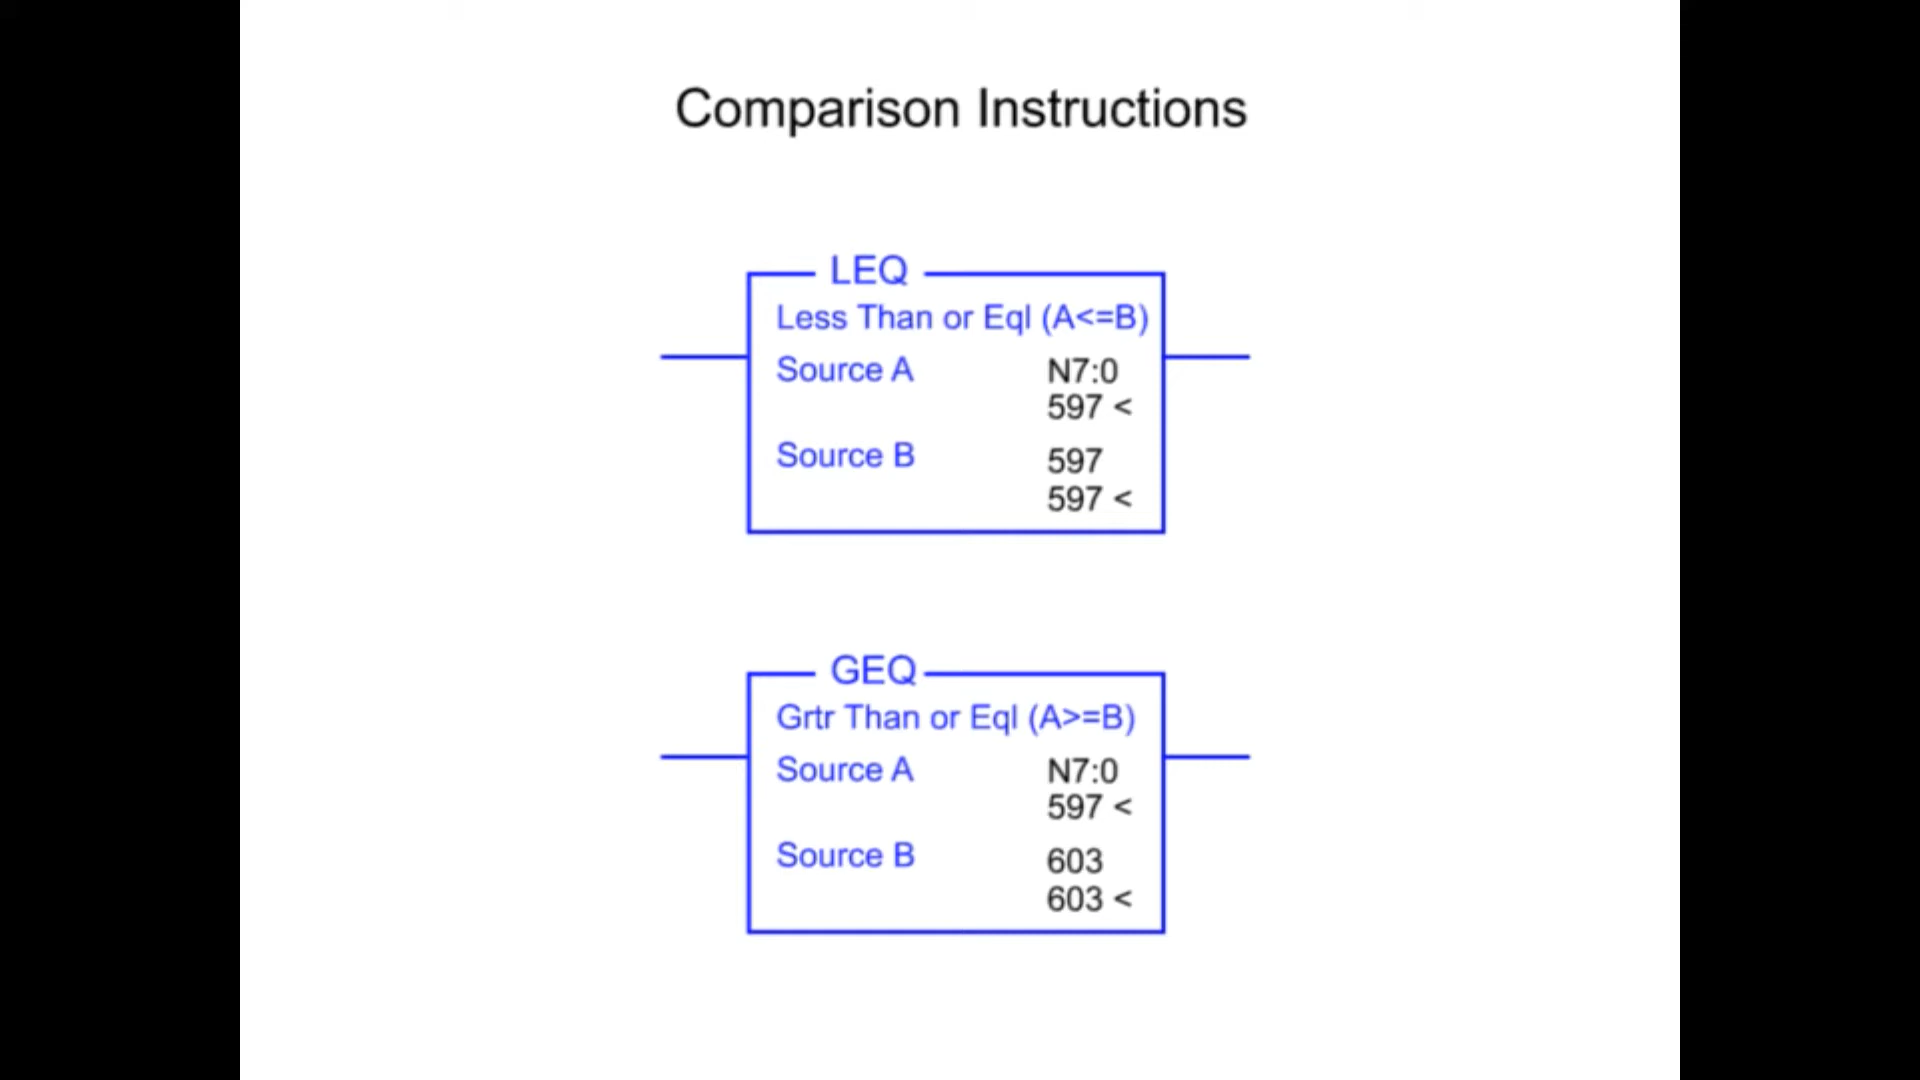 Comparison Instructions
LEQ
Less Than or Eql (A<=B)
Source A N7:0
597 <
Source B 597
597 <
GEQ
Grtr Than or Eql (A>=B)
Source A N7:0
597 <
Source B 603
603 <